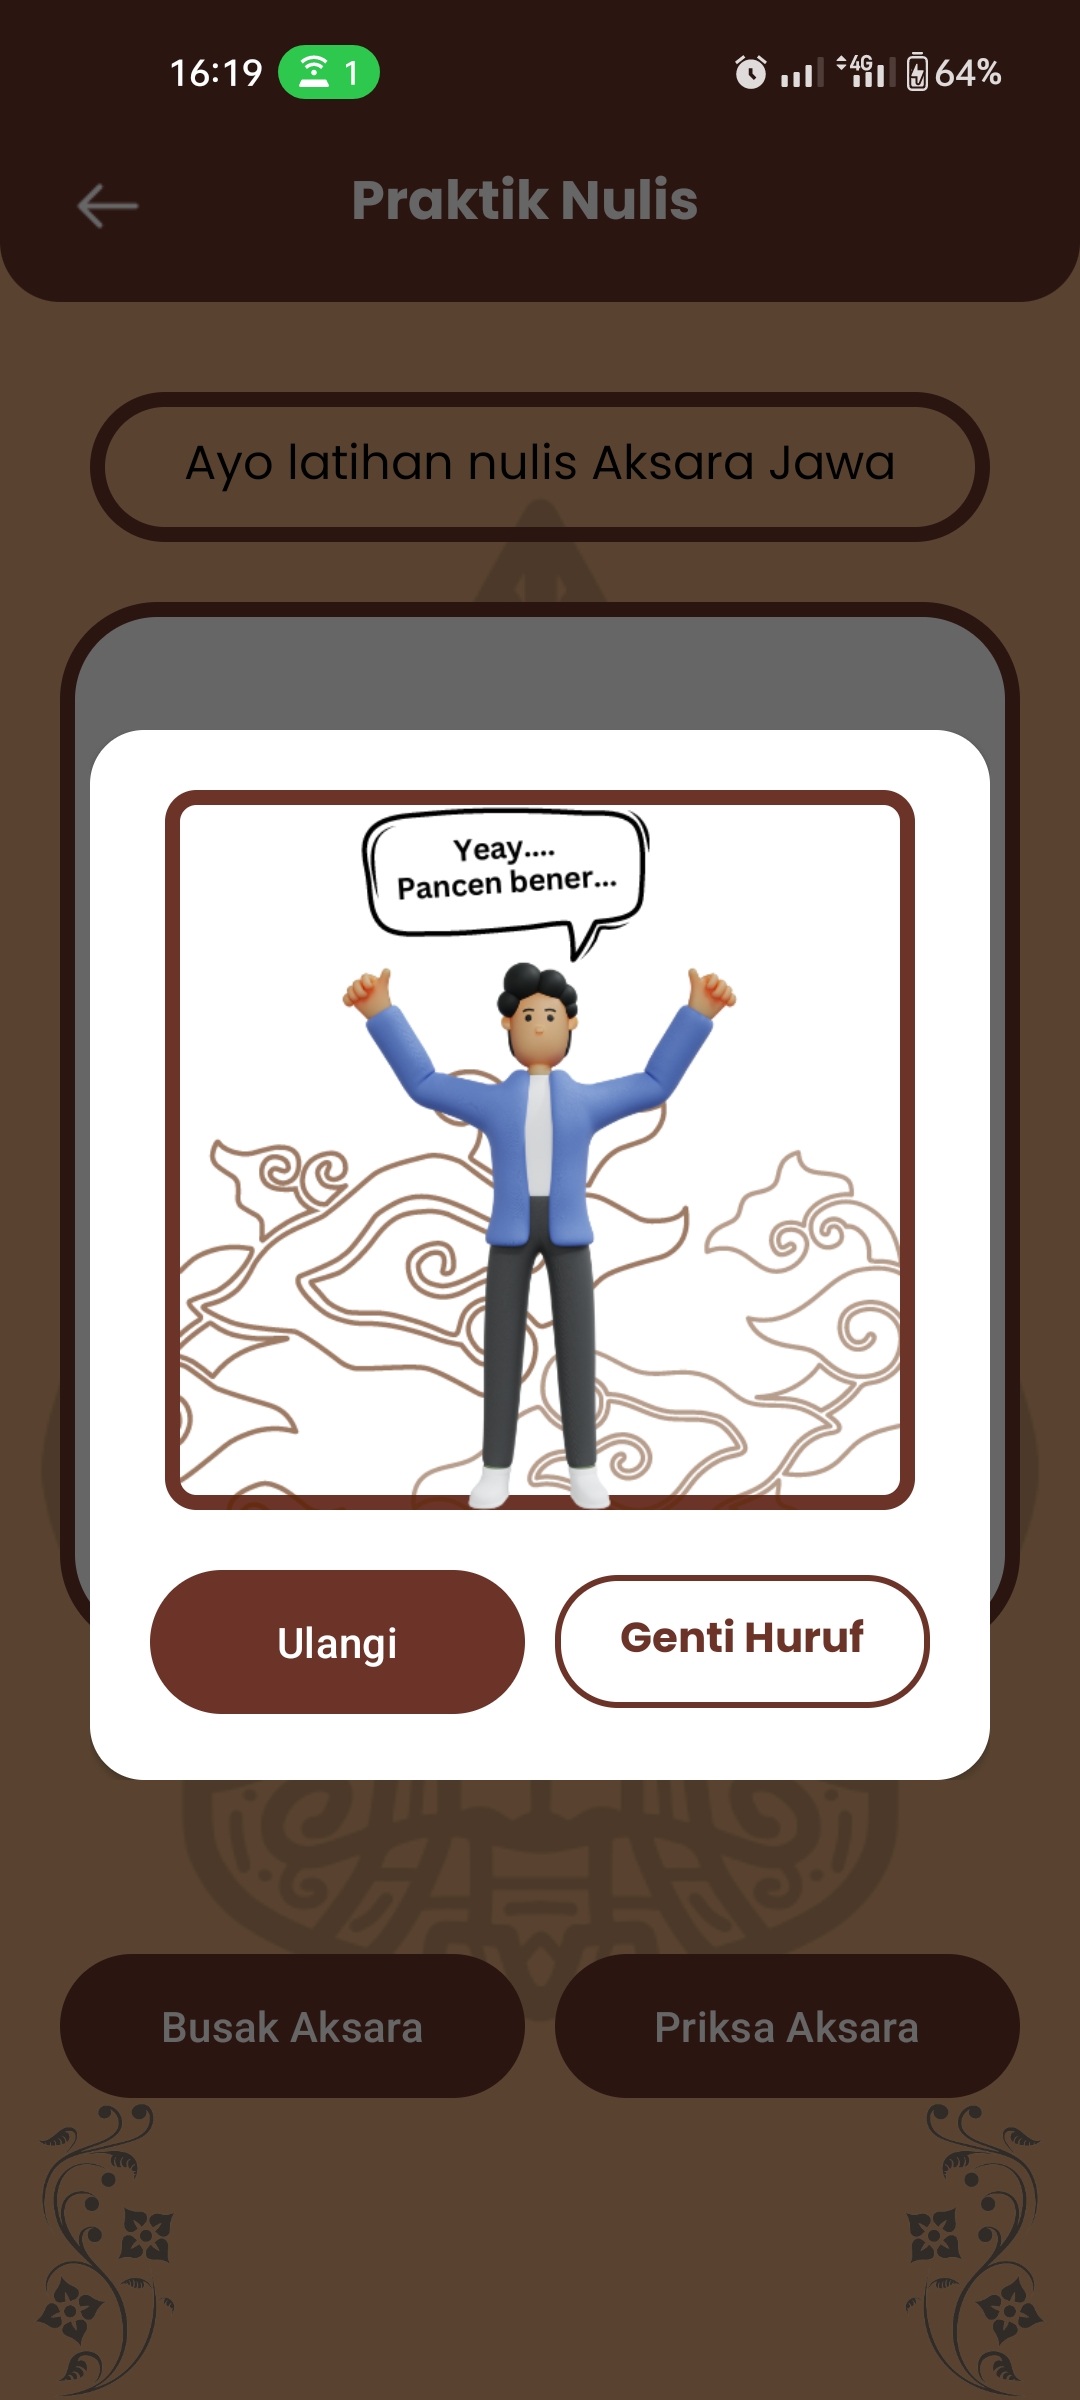 16:19 1 4G 64%
Praktik Nulis
Ayo latihan nulis Aksara Jawa
Yeay....
Pancen bener...
Ulangi Genti Huruf
Busak Aksara Priksa Aksara